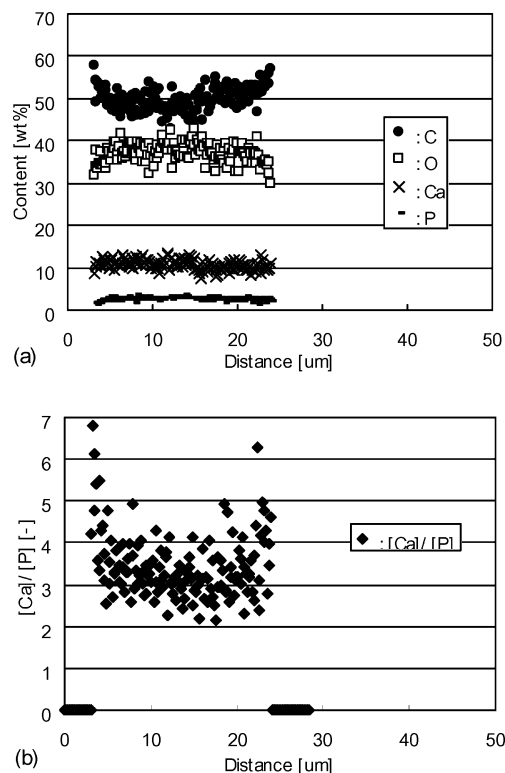 70
60
50
40
30
20
10
0
Content [wt%]
: C
: O
: Ca
: P
0 10 20 30 40 50
Distance [um]
(a)
7
6
5
4
3
2
1
0
[Ca]/ [P] [-]
: [Ca]/ [P]
0 10 20 30 40 50
Distance [um]
(b)